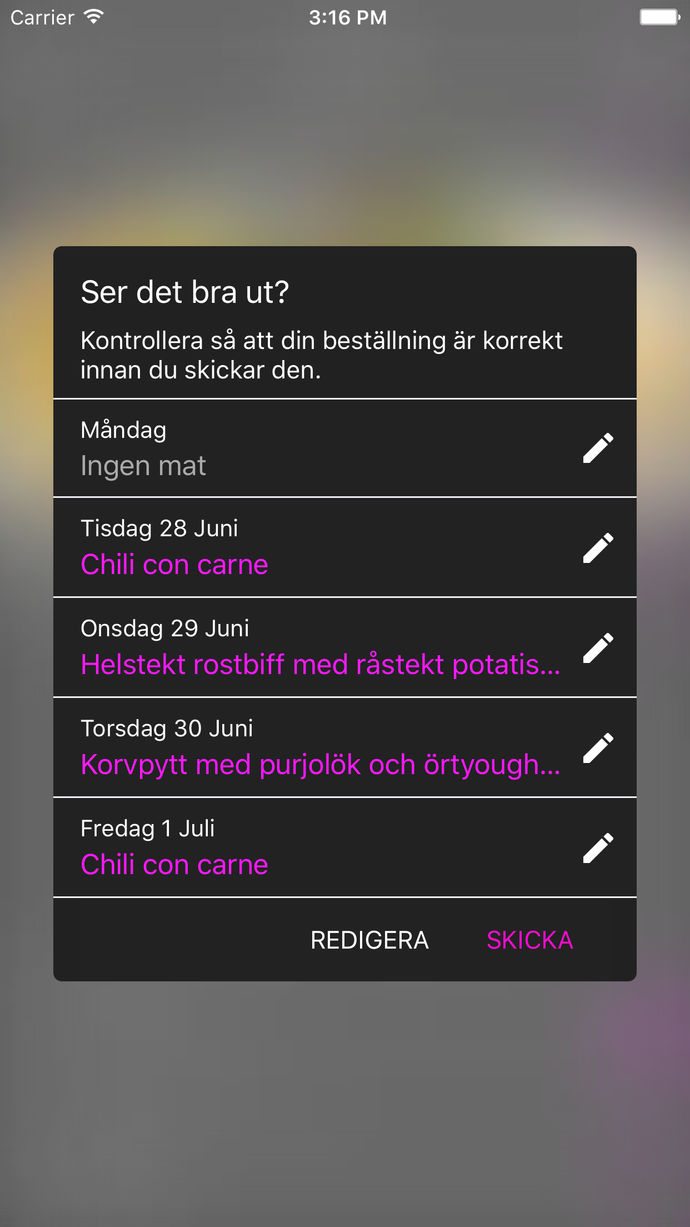 Carrier
3:16 PM
Ser det bra ut?
Kontrollera så att din beställning är korrekt
innan du skickar den.
Måndag
Ingen mat
Tisdag 28 Juni
Chili con carne
Onsdag 29 Juni
Helstekt rostbiff med råstekt potatis...
Torsdag 30 Juni
Korvpytt med purjolök och örtyough...
Fredag 1 Juli
Chili con carne
REDIGERA
SKICKA